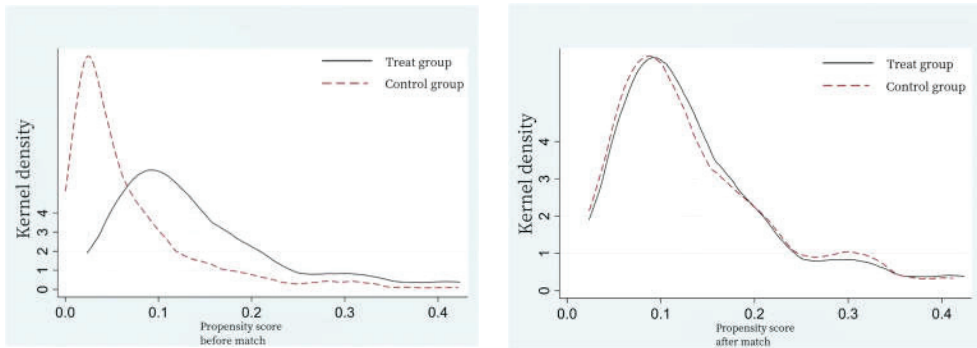 Treat group
Control group
Kernel density
4
3
2
1
0
0.0 0.1 0.2 0.3 0.4
Propensity score
before match
Treat group
Control group
Kernel density
4
3
2
1
0
0.0 0.1 0.2 0.3 0.4
Propensity score
after match